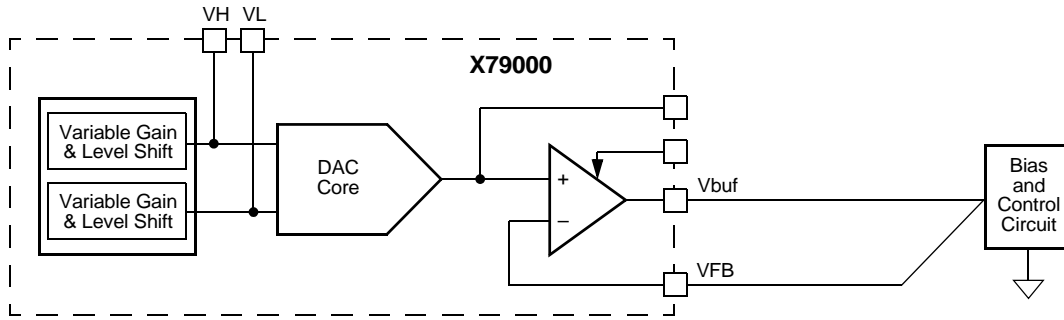 VH VL
X79000
Variable Gain
& Level Shift
Variable Gain
& Level Shift
DAC
Core
+
–
Vbuf
VFB
Bias
and
Control
Circuit